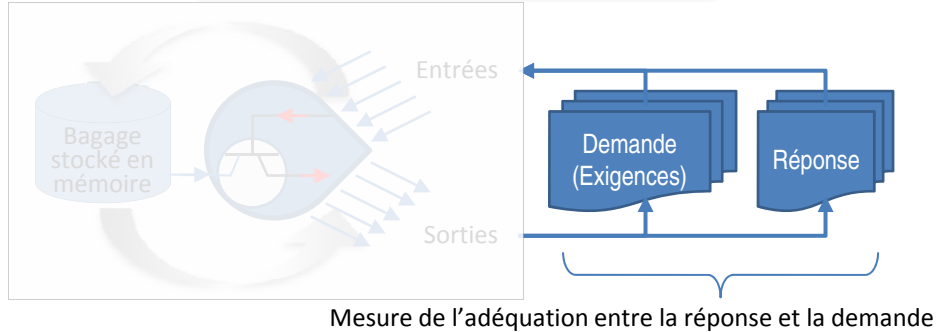 Entrées
Bagage
stocké en
mémoire
Demande
(Exigences)
Réponse
Sorties
Mesure de l’adéquation entre la réponse et la demande